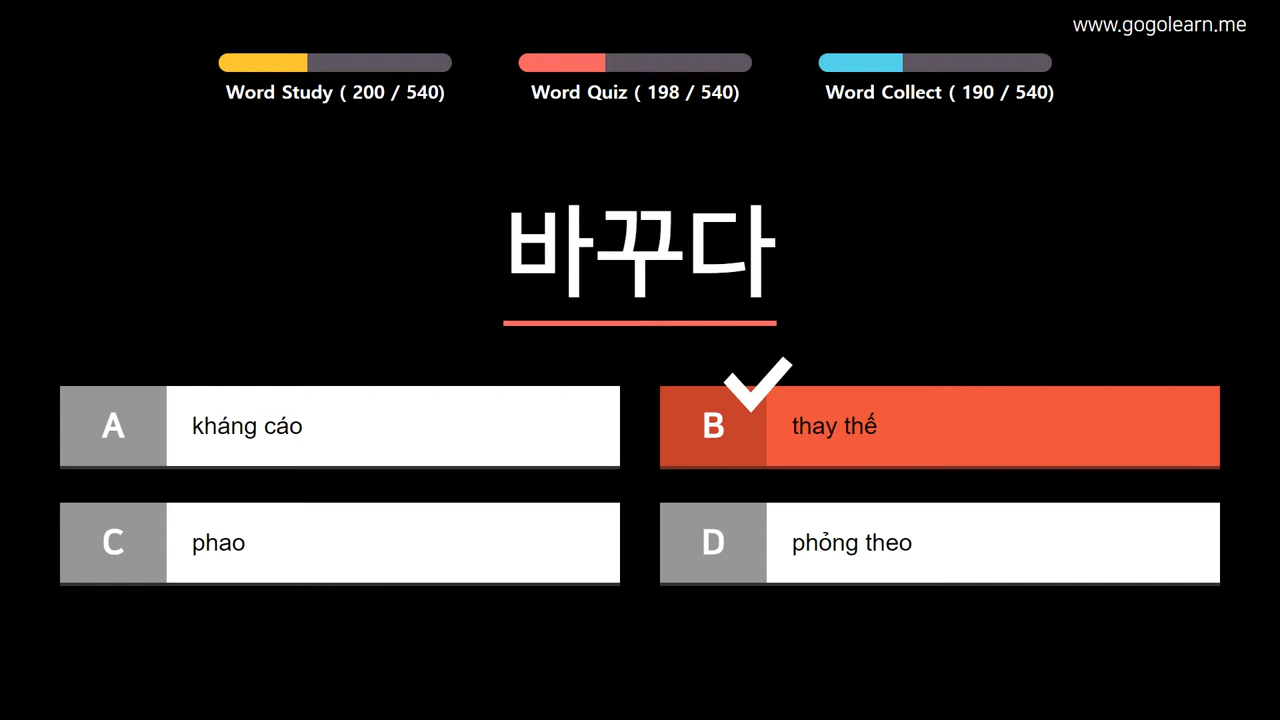 www.gogolearn.me
Word Study ( 200 / 540)
Word Quiz ( 198 / 540)
Word Collect ( 190 / 540)
바꾸다
A kháng cáo
B thay thế
C phao
D phỏng theo